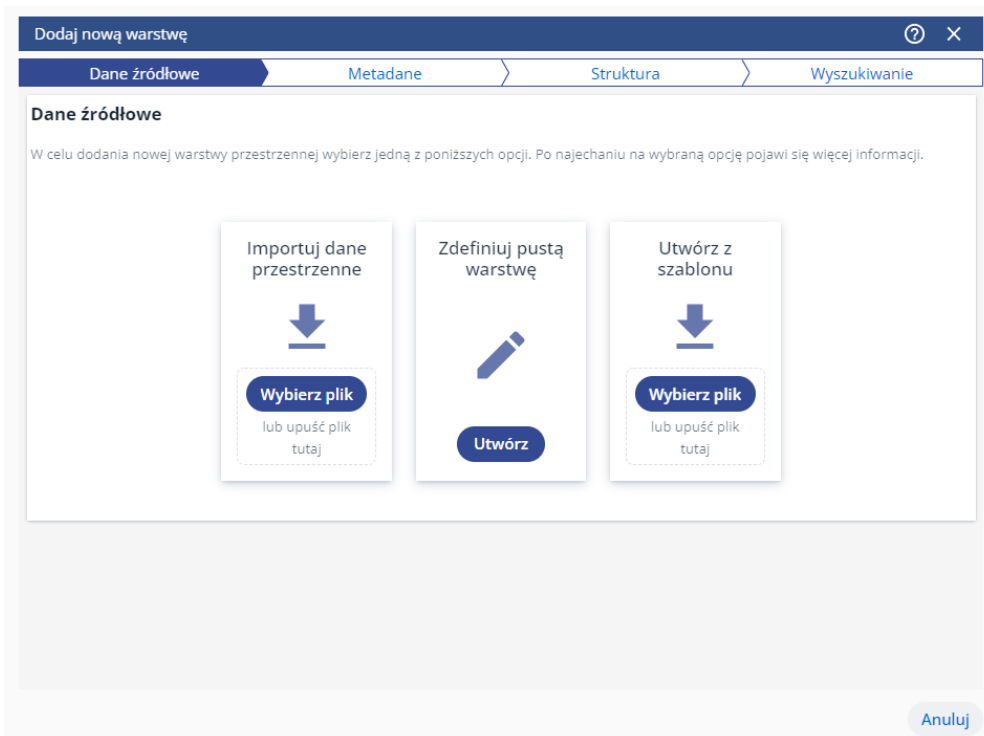 Dodaj nową warstwę
Dane źródłowe
Metadane
Struktura
Wyszukiwanie
Dane źródłowe
W celu dodania nowej warstwy przestrzennej wybierz jedną z poniższych opcji. Po najechaniu na wybraną opcję pojawi się więcej informacji.
Importuj dane
przestrzenne
Wybierz plik
lub upuść plik
tutaj
Zdefiniuj pustą
warstwę
Utwórz
Utwórz z
szablonu
Wybierz plik
lub upuść plik
tutaj
Anuluj